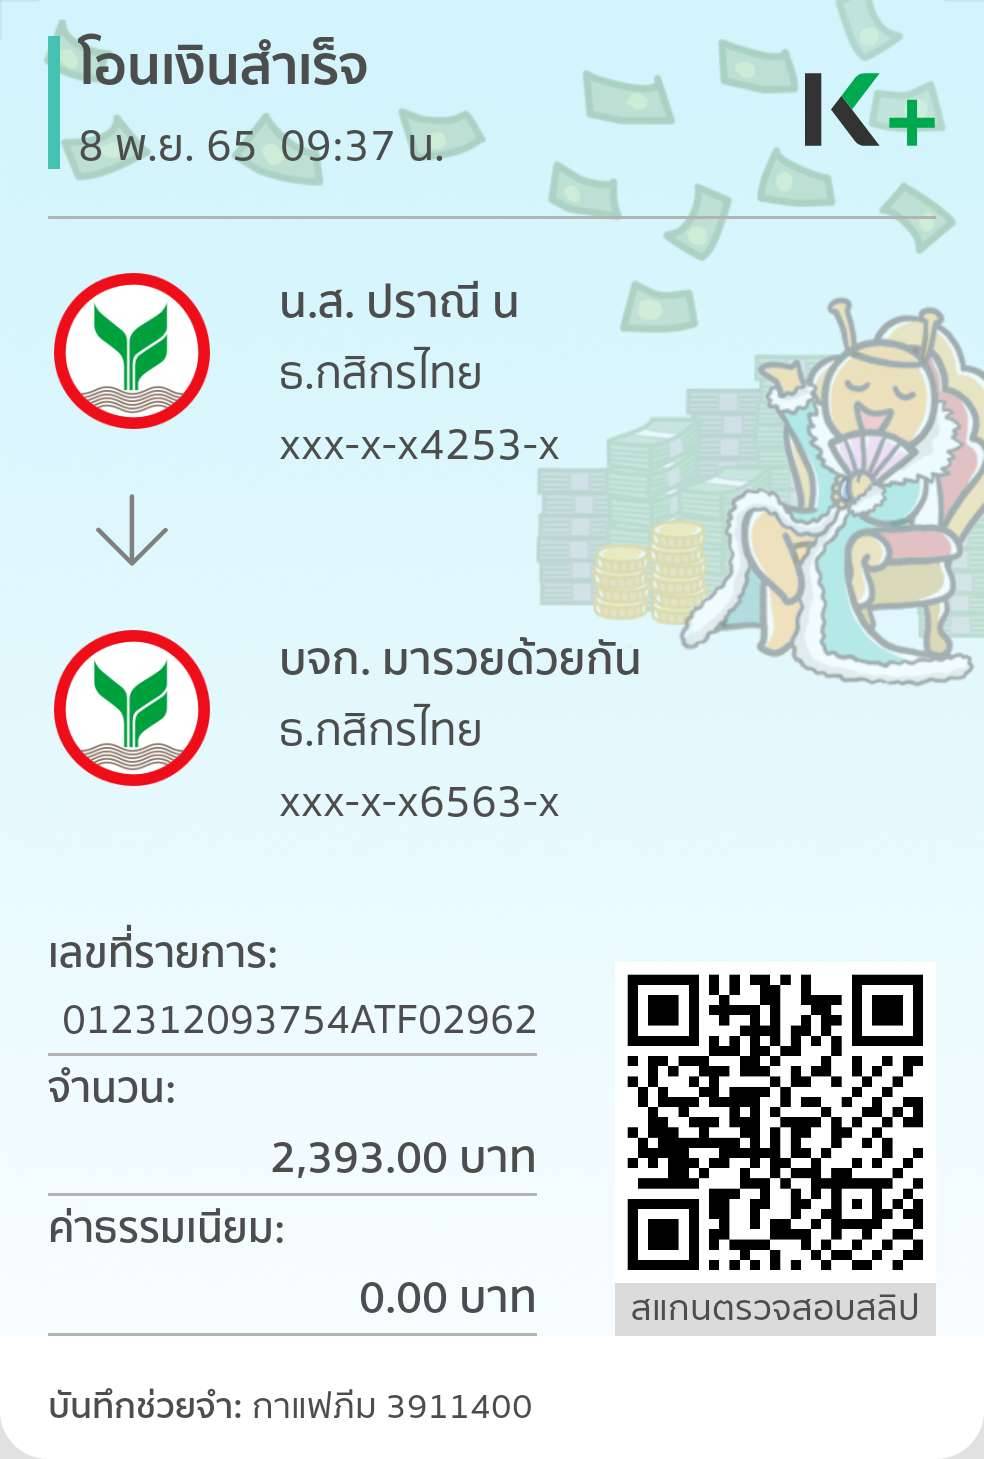 โอนเงินสำเร็จ
8 พ.ย. 65 09:37 น.
K+
น.ส. ปราณี น
ธ.กสิกรไทย
xxx-x-x4253-x
บจก. มารวยด้วยกัน
ธ.กสิกรไทย
xxx-x-x6563-x
เลขที่รายการ:
012312093754ATF02962
จำนวน:
2,393.00 บาท
ค่าธรรมเนียม:
0.00 บาท
สแกนตรวจสอบสลิป
บันทึกช่วยจำ: กาแฟภีม 3911400